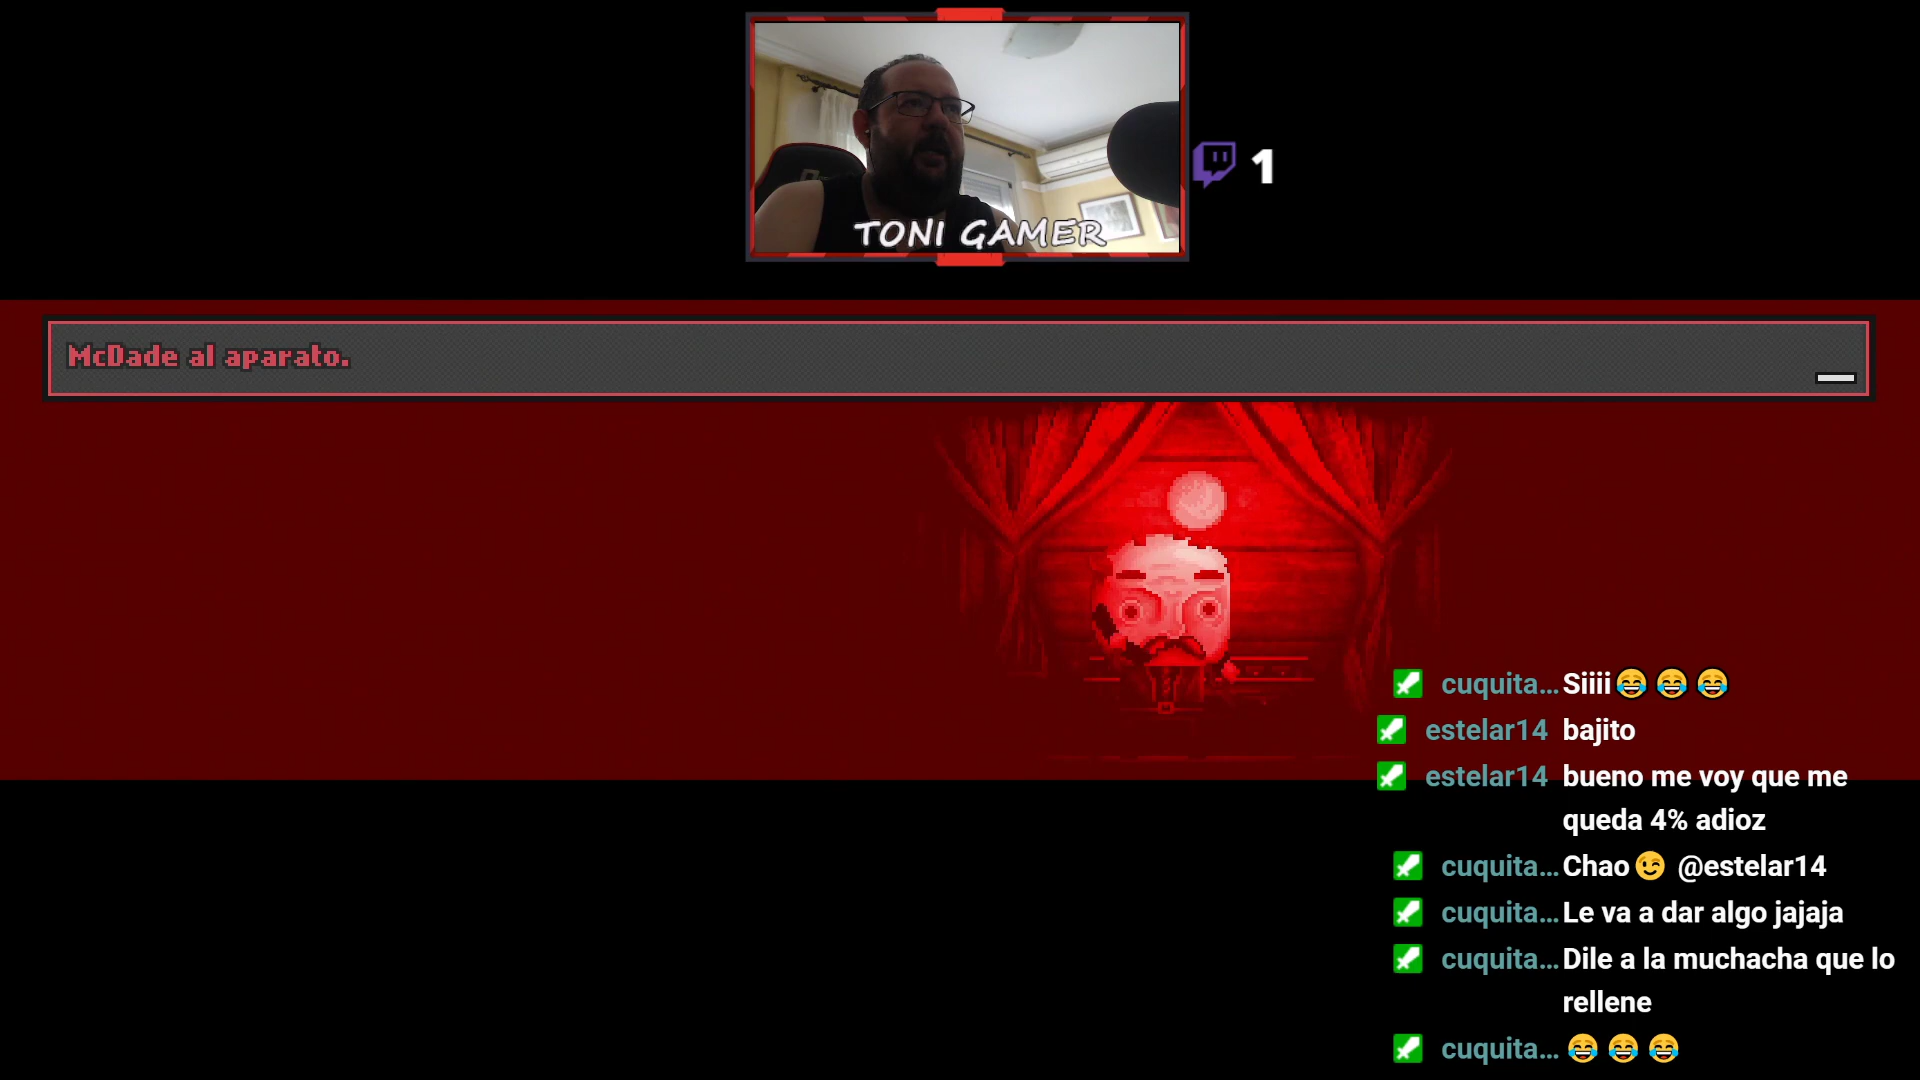 TONI GAMER
1
McDade al aparato.
cuquita... Siiii😂😂😂
estelar14 bajito
estelar14 bueno me voy que me
queda 4% adioz
cuquita... Chao😉 @estelar14
cuquita... Le va a dar algo jajaja
cuquita... Dile a la muchacha que lo
rellene
cuquita... 😂😂😂